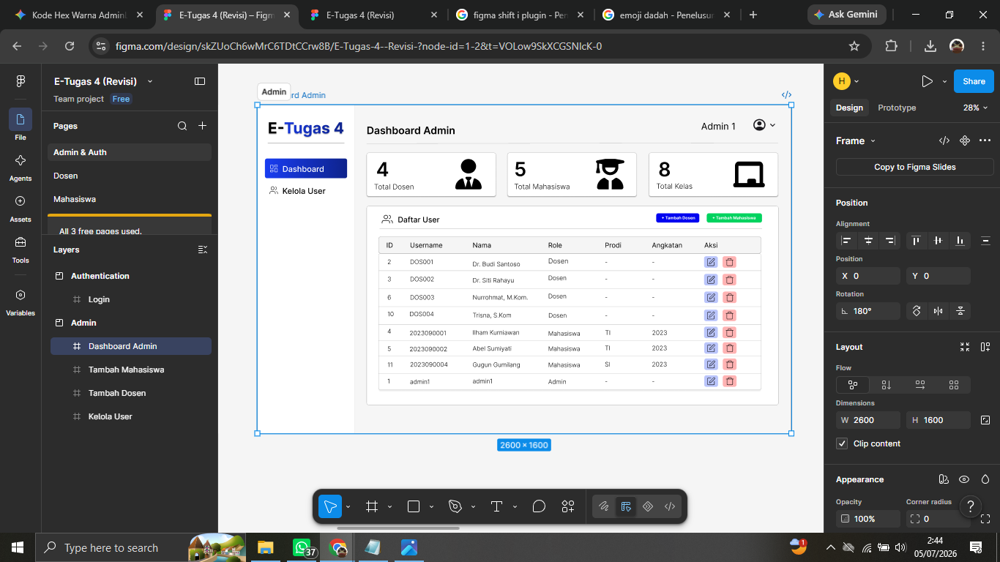 Kode Hex Warna AdminL
E-Tugas 4 (Revisi) – Figm
E-Tugas 4 (Revisi)
figma shift i plugin - Pen
emoji dadah - Penelusur
Ask Gemini
figma.com/design/skZUoCh6wMrC6TDtCCrw8B/E-Tugas-4--Revisi-?node-id=1-2&t=VOLow9SkXCGSNlcK-0
File
Agents
Assets
Tools
Variables
E-Tugas 4 (Revisi)
Team project Free
Pages
Admin & Auth
Dosen
Mahasiswa
All 3 free pages used.
Layers
Authentication
Login
Admin
Dashboard Admin
Tambah Mahasiswa
Tambah Dosen
Kelola User
Admin
rd Admin
E-Tugas 4
Dashboard
Kelola User
Dashboard Admin
Admin 1
4
Total Dosen
5
Total Mahasiswa
8
Total Kelas
Daftar User
+ Tambah Dosen
+ Tambah Mahasiswa
ID Username Nama Role Prodi Angkatan Aksi
2 DOS001 Dr. Budi Santoso Dosen - -
3 DOS002 Dr. Siti Rahayu Dosen - -
6 DOS003 Nurrohmat, M.Kom. Dosen - -
10 DOS004 Trisna, S.Kom Dosen - -
4 2023090001 Ilham Kurniawan Mahasiswa TI 2023
5 2023090002 Abel Sumiyati Mahasiswa TI 2023
11 2023090004 Gugun Gumilang Mahasiswa SI 2023
1 admin1 admin1 Admin - -
2600 × 1600
H
Share
Design Prototype 28%
Frame
Copy to Figma Slides
Position
Alignment
Position
X 0 Y 0
Rotation
180°
Layout
Flow
Dimensions
W 2600 H 1600
Clip content
Appearance
Opacity Corner radius
100% 0
?
Type here to search
37
1
2:44
05/07/2026